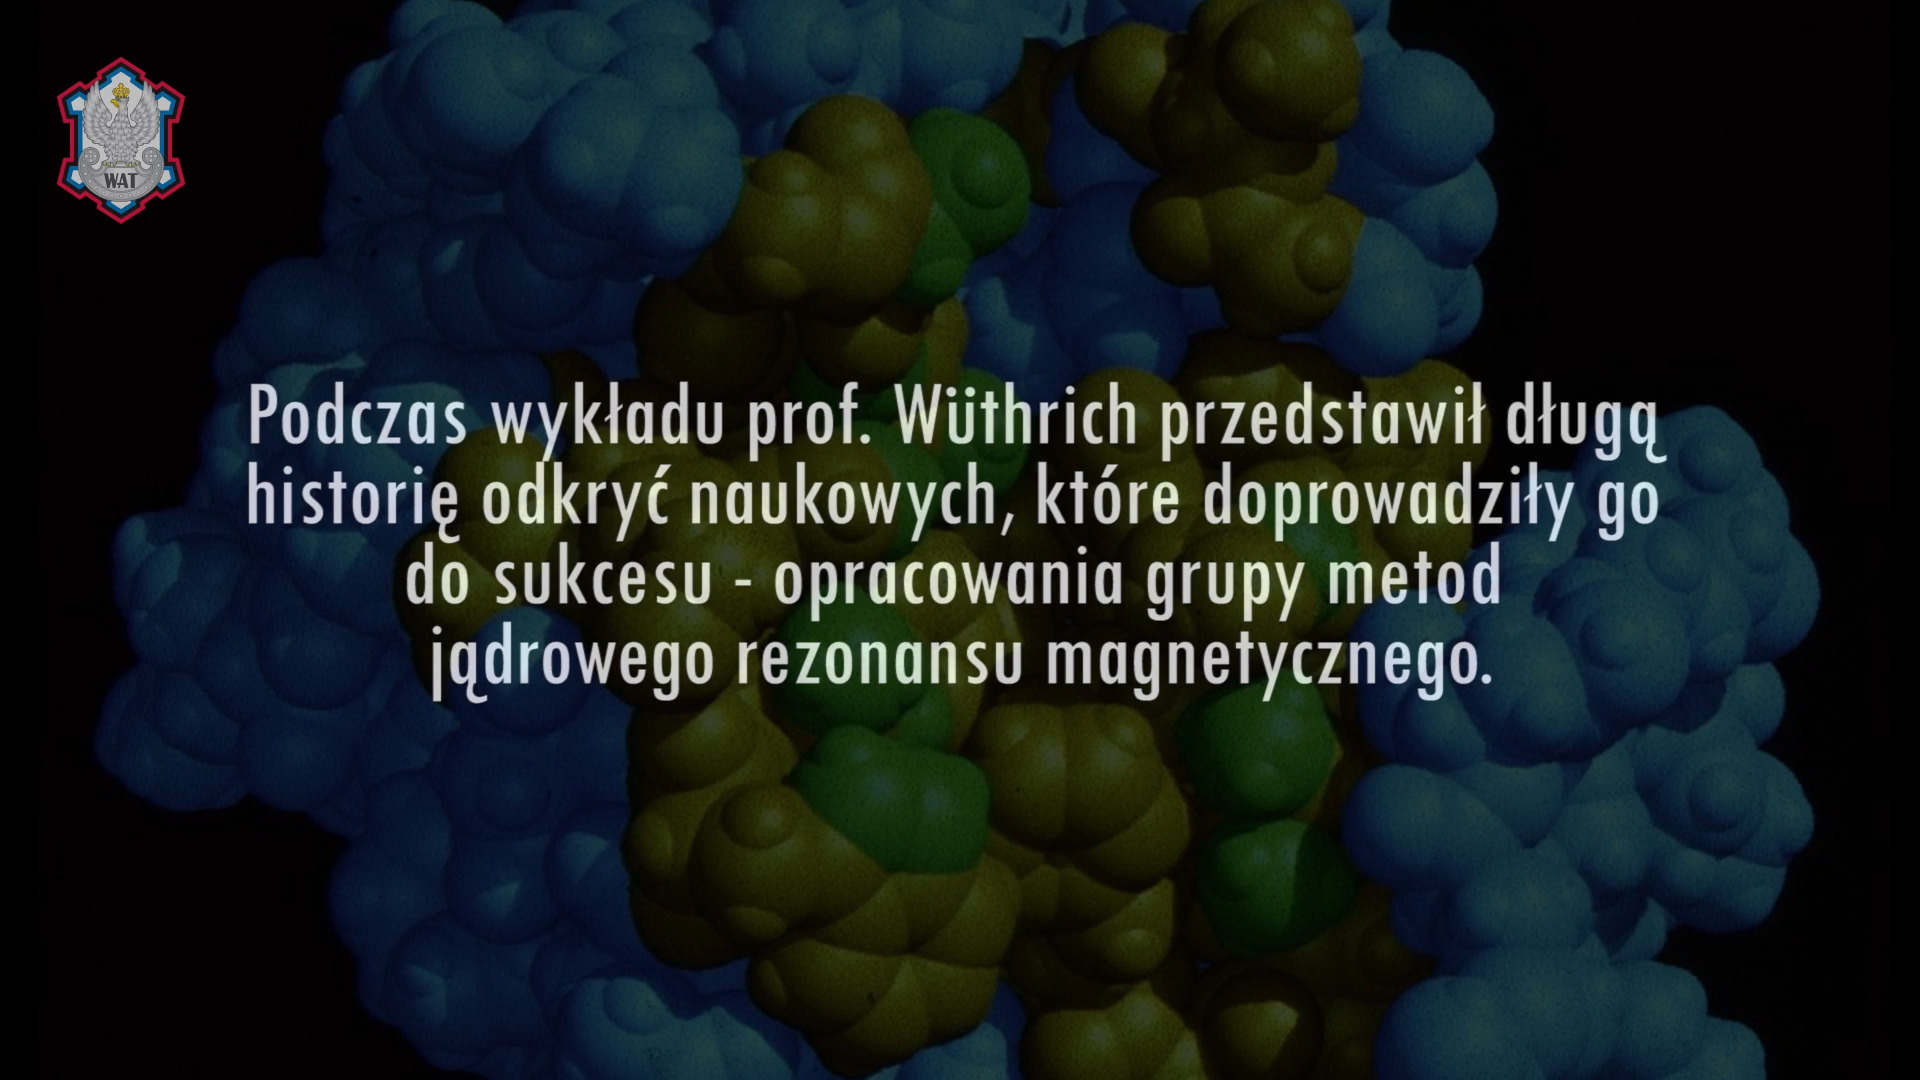 WAT
Podczas wykładu prof. Wüthrich przedstawił długą
historię odkryć naukowych, które doprowadziły go
do sukcesu - opracowania grupy metod
jądrowego rezonansu magnetycznego.